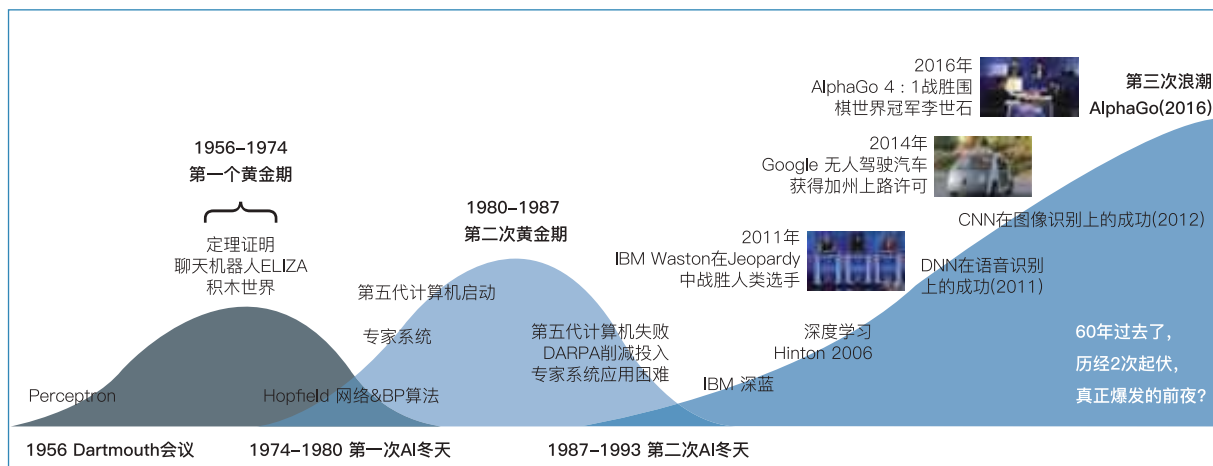 1956–1974
第一个黄金期
定理证明
聊天机器人ELIZA
积木世界
Perceptron
1956 Dartmouth会议
1980–1987
第二次黄金期
第五代计算机启动
专家系统
Hopfield 网络&BP算法
1974–1980 第一次AI冬天
第五代计算机失败
DARPA削减投入
专家系统应用困难
1987–1993 第二次AI冬天
IBM 深蓝
深度学习
Hinton 2006
2011年
IBM Waston在Jeopardy
中战胜人类选手
DNN在语音识别
上的成功(2011)
CNN在图像识别上的成功(2012)
2014年
Google 无人驾驶汽车
获得加州上路许可
2016年
AlphaGo 4：1战胜围
棋世界冠军李世石
第三次浪潮
AlphaGo(2016)
60年过去了，
历经2次起伏，
真正爆发的前夜？